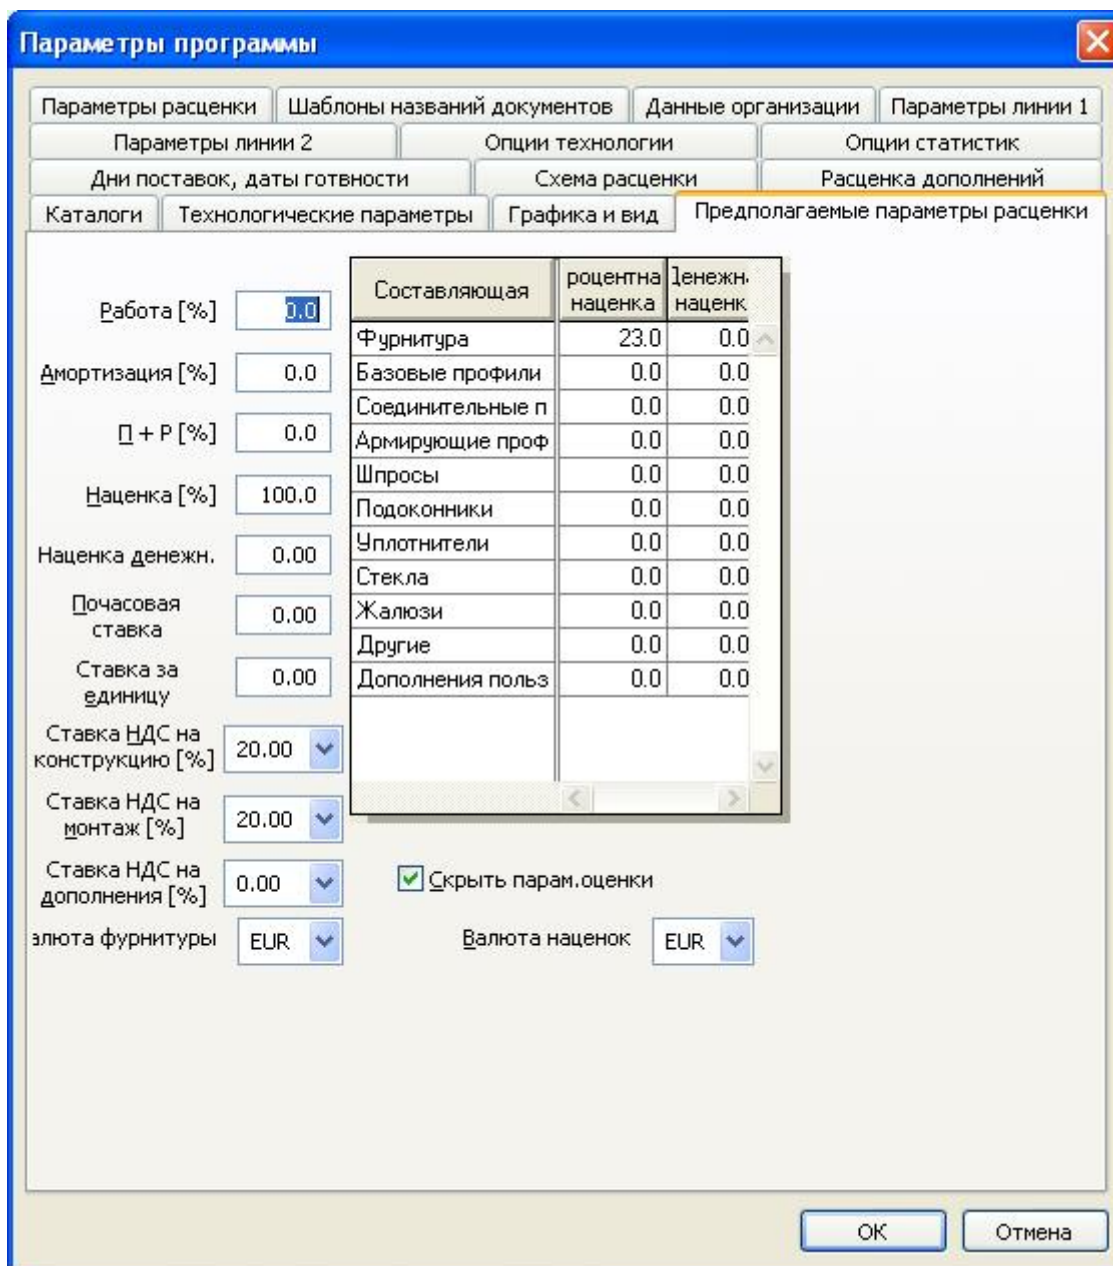 Параметры программы
Параметры расценки Шаблоны названий документов Данные организации Параметры линии 1
Параметры линии 2 Опции технологии Опции статистик
Дни поставок, даты готвности Схема расценки Расценка дополнений
Каталоги Технологические параметры Графика и вид Предполагаемые параметры расценки
Работа [%] 0.0
Амортизация [%] 0.0
П + Р [%] 0.0
Наценка [%] 100.0
Наценка денежн. 0.00
Почасовая
ставка 0.00
Ставка за
единицу 0.00
Ставка НДС на
конструкцию [%] 20.00
Ставка НДС на
монтаж [%] 20.00
Ставка НДС на
дополнения [%] 0.00
алюта фурнитуры EUR
Составляющая роцентна наценка Денежн наценк
Фурнитура 23.0 0.0
Базовые профили 0.0 0.0
Соединительные п 0.0 0.0
Армирующие проф 0.0 0.0
Шпросы 0.0 0.0
Подоконники 0.0 0.0
Уплотнители 0.0 0.0
Стекла 0.0 0.0
Жалюзи 0.0 0.0
Другие 0.0 0.0
Дополнения польз 0.0 0.0
Скрыть парам.оценки
Валюта наценок EUR
OK Отмена